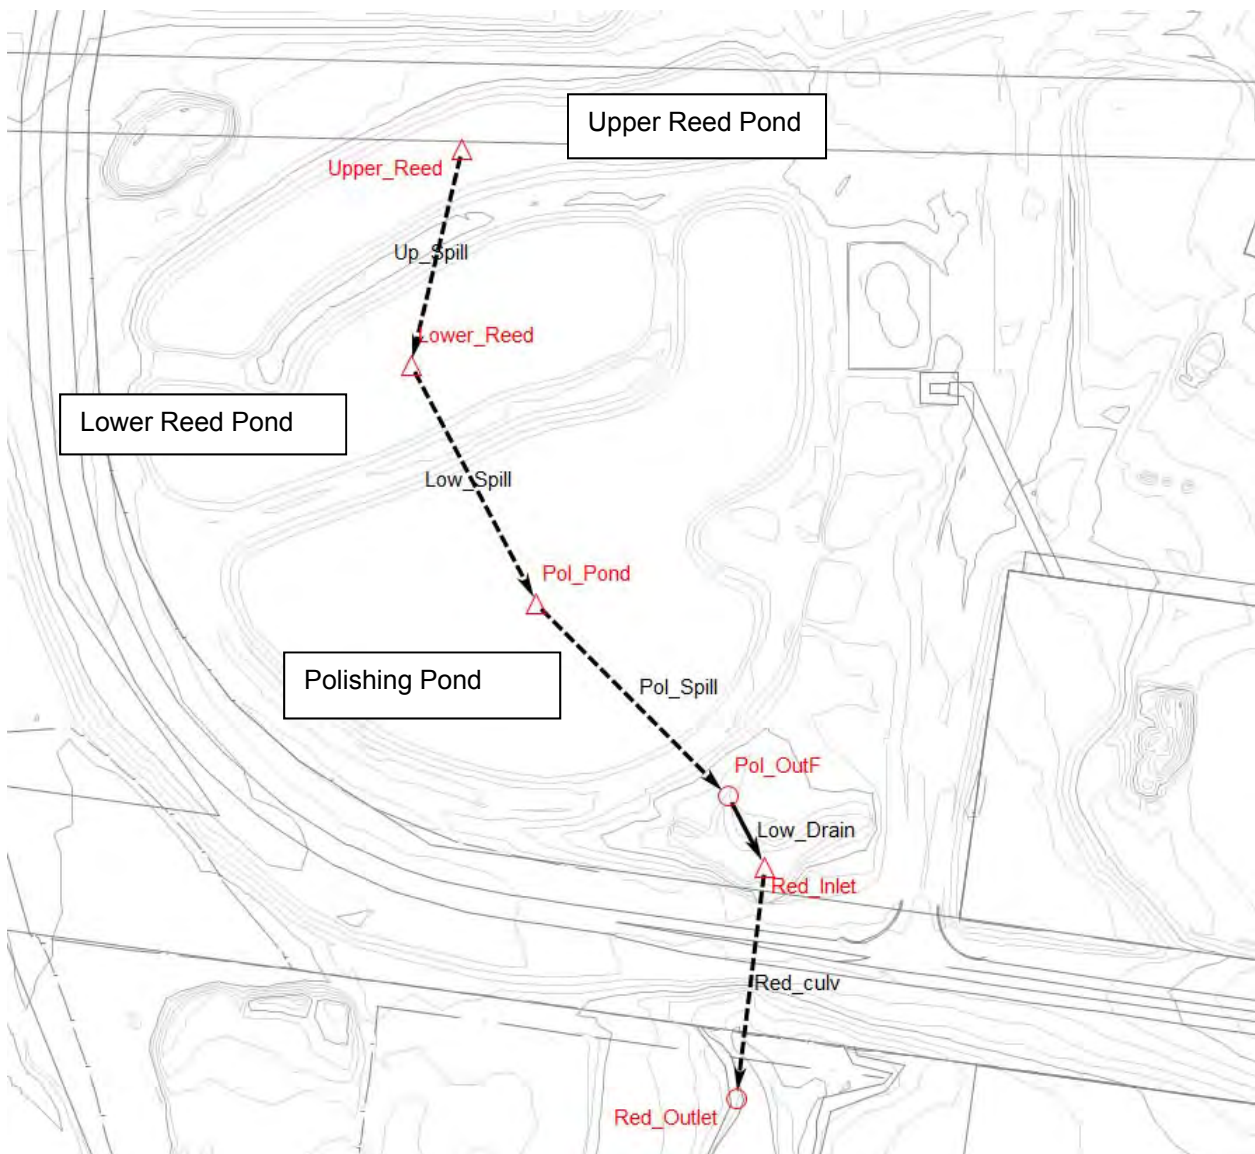 Upper Reed Pond
Upper_Reed
Up_Spill
Lower_Reed
Lower Reed Pond
Low_Spill
Pol_Pond
Polishing Pond
Pol_Spill
Pol_OutF
Low_Drain
Red_Inlet
Red_culv
Red_Outlet